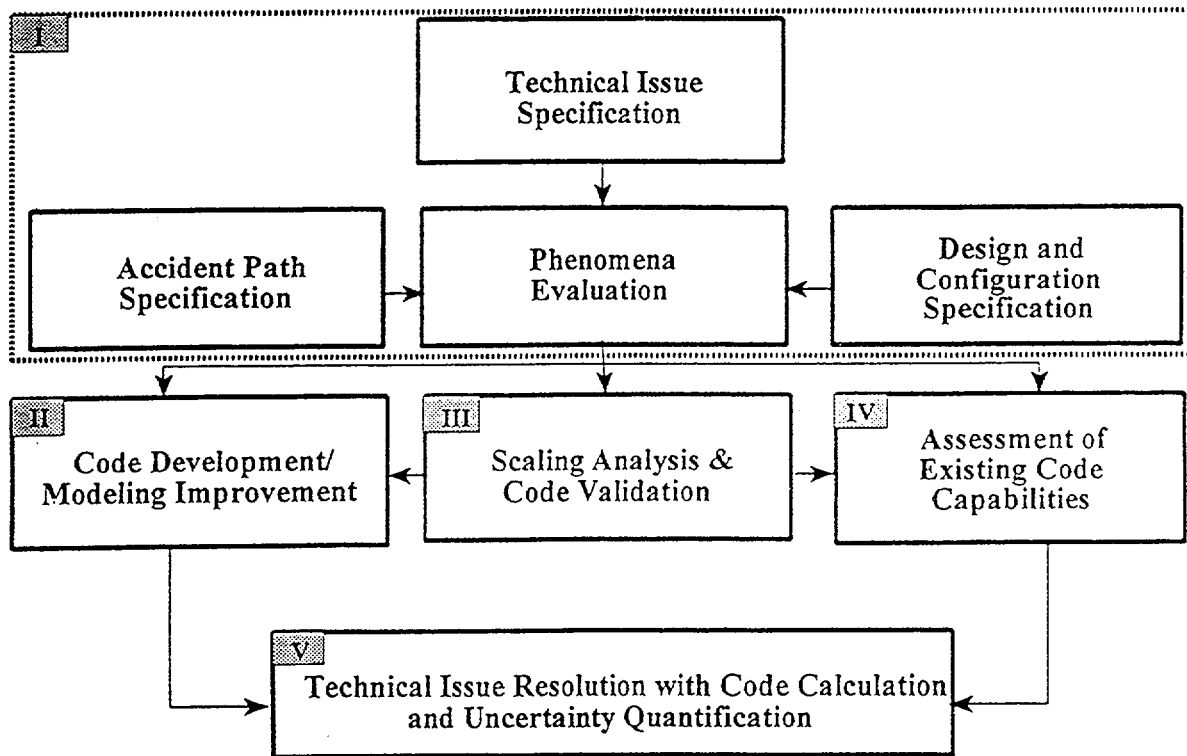 I
Technical Issue
Specification
Accident Path
Specification
Phenomena
Evaluation
Design and
Configuration
Specification
II
Code Development/
Modeling Improvement
III
Scaling Analysis &
Code Validation
IV
Assessment of
Existing Code
Capabilities
V
Technical Issue Resolution with Code Calculation
and Uncertainty Quantification